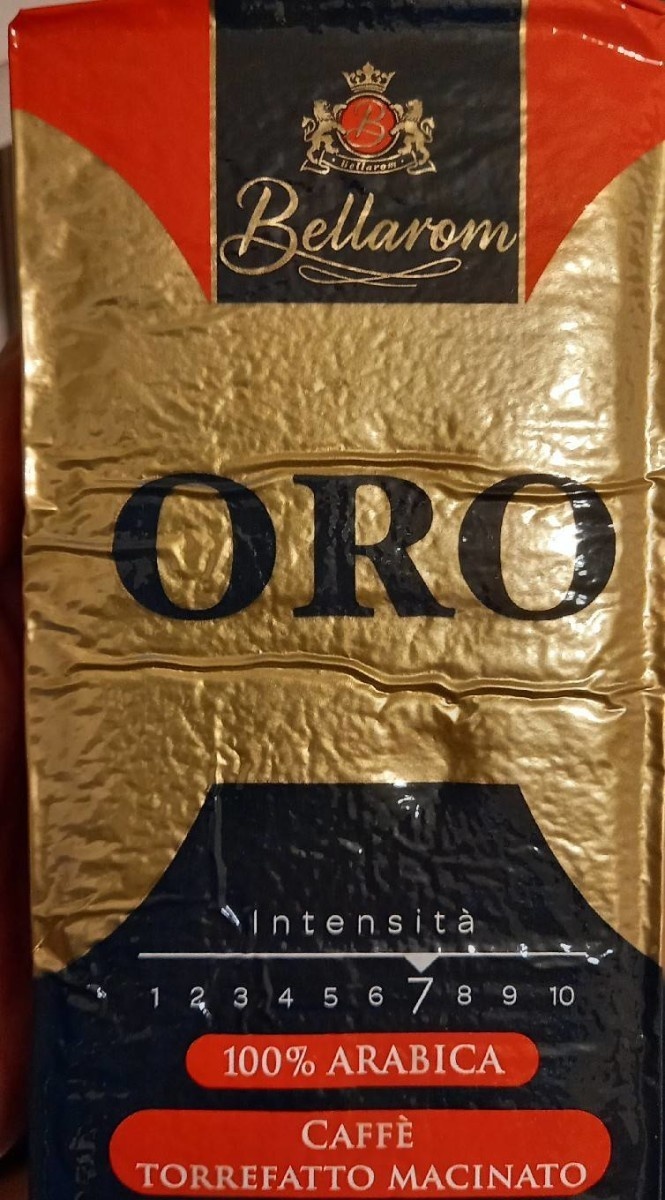 B
Bellarom
Bellarom
ORO
Intensità
1 2 3 4 5 6 7 8 9 10
100% ARABICA
CAFFÈ
TORREFATTO MACINATO